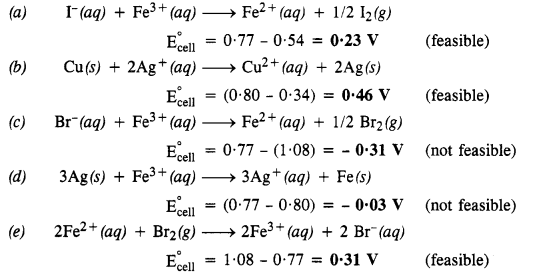 (a) I⁻(aq) + Fe³⁺(aq) ⟶ Fe²⁺(aq) + 1/2 I₂(g)
E°cell = 0·77 – 0·54 = 0·23 V (feasible)
(b) Cu(s) + 2Ag⁺(aq) ⟶ Cu²⁺(aq) + 2Ag(s)
E°cell = (0·80 – 0·34) = 0·46 V (feasible)
(c) Br⁻(aq) + Fe³⁺(aq) ⟶ Fe²⁺(aq) + 1/2 Br₂(g)
E°cell = 0·77 – (1·08) = – 0·31 V (not feasible)
(d) 3Ag(s) + Fe³⁺(aq) ⟶ 3Ag⁺(aq) + Fe(s)
E°cell = (0·77 – 0·80) = – 0·03 V (not feasible)
(e) 2Fe²⁺(aq) + Br₂(g) ⟶ 2Fe³⁺(aq) + 2 Br⁻(aq)
E°cell = 1·08 – 0·77 = 0·31 V (feasible)